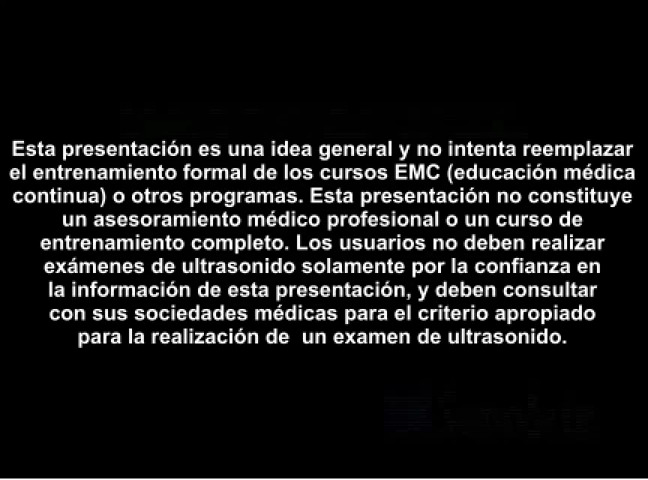 Esta presentación es una idea general y no intenta reemplazar
el entrenamiento formal de los cursos EMC (educación médica
continua) o otros programas. Esta presentación no constituye
un asesoramiento médico profesional o un curso de
entrenamiento completo. Los usuarios no deben realizar
exámenes de ultrasonido solamente por la confianza en
la información de esta presentación, y deben consultar
con sus sociedades médicas para el criterio apropiado
para la realización de un examen de ultrasonido.